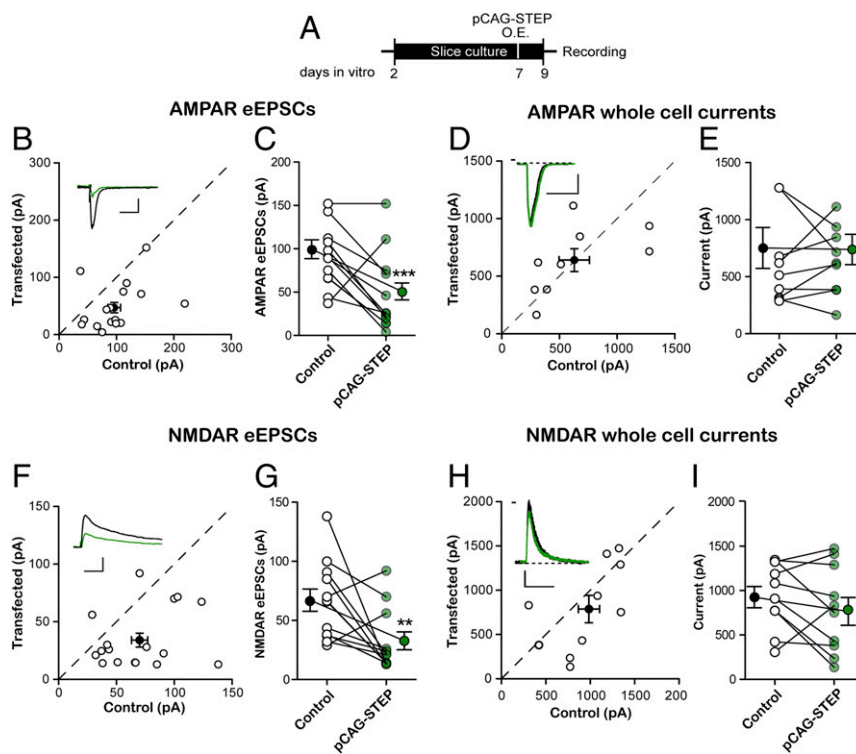 A
pCAG-STEP
O.E.
Slice culture
Recording
days in vitro 2 7 9
AMPAR eEPSCs
AMPAR whole cell currents
B
Transfected (pA)
300
200
100
0
0 100 200 300
Control (pA)
C
AMPAR eEPSCs (pA)
200
150
100
50
0
***
Control
pCAG-STEP
D
Transfected (pA)
1500
1000
500
0
0 500 1000 1500
Control (pA)
E
Current (pA)
1500
1000
500
0
Control
pCAG-STEP
NMDAR eEPSCs
NMDAR whole cell currents
F
Transfected (pA)
150
100
50
0
0 50 100 150
Control (pA)
G
NMDAR eEPSCs (pA)
150
100
50
0
**
Control
pCAG-STEP
H
Transfected (pA)
2000
1500
1000
500
0
0 500 1000 1500 200
Control (pA)
I
Current (pA)
2000
1500
1000
500
0
Control
pCAG-STEP